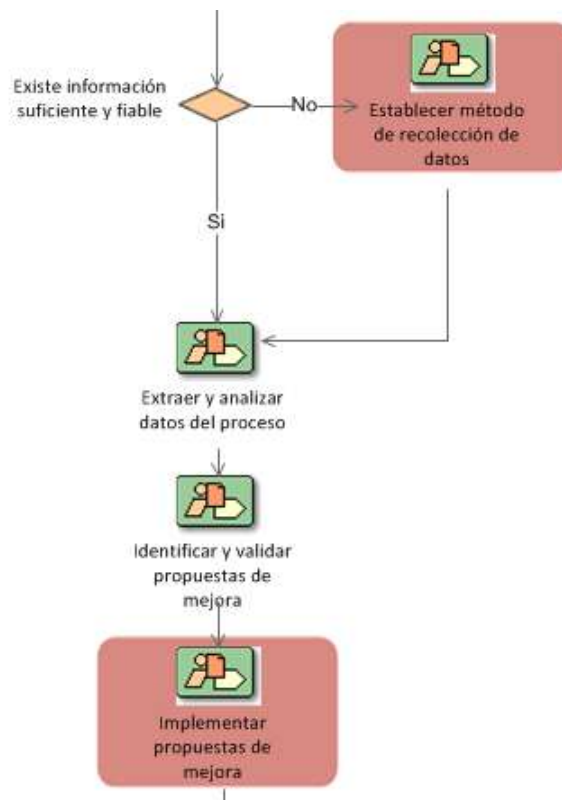 Existe información
suficiente y fiable
No
Establecer método
de recolección de
datos
Si
Extraer y analizar
datos del proceso
Identificar y validar
propuestas de
mejora
Implementar
propuestas de
mejora